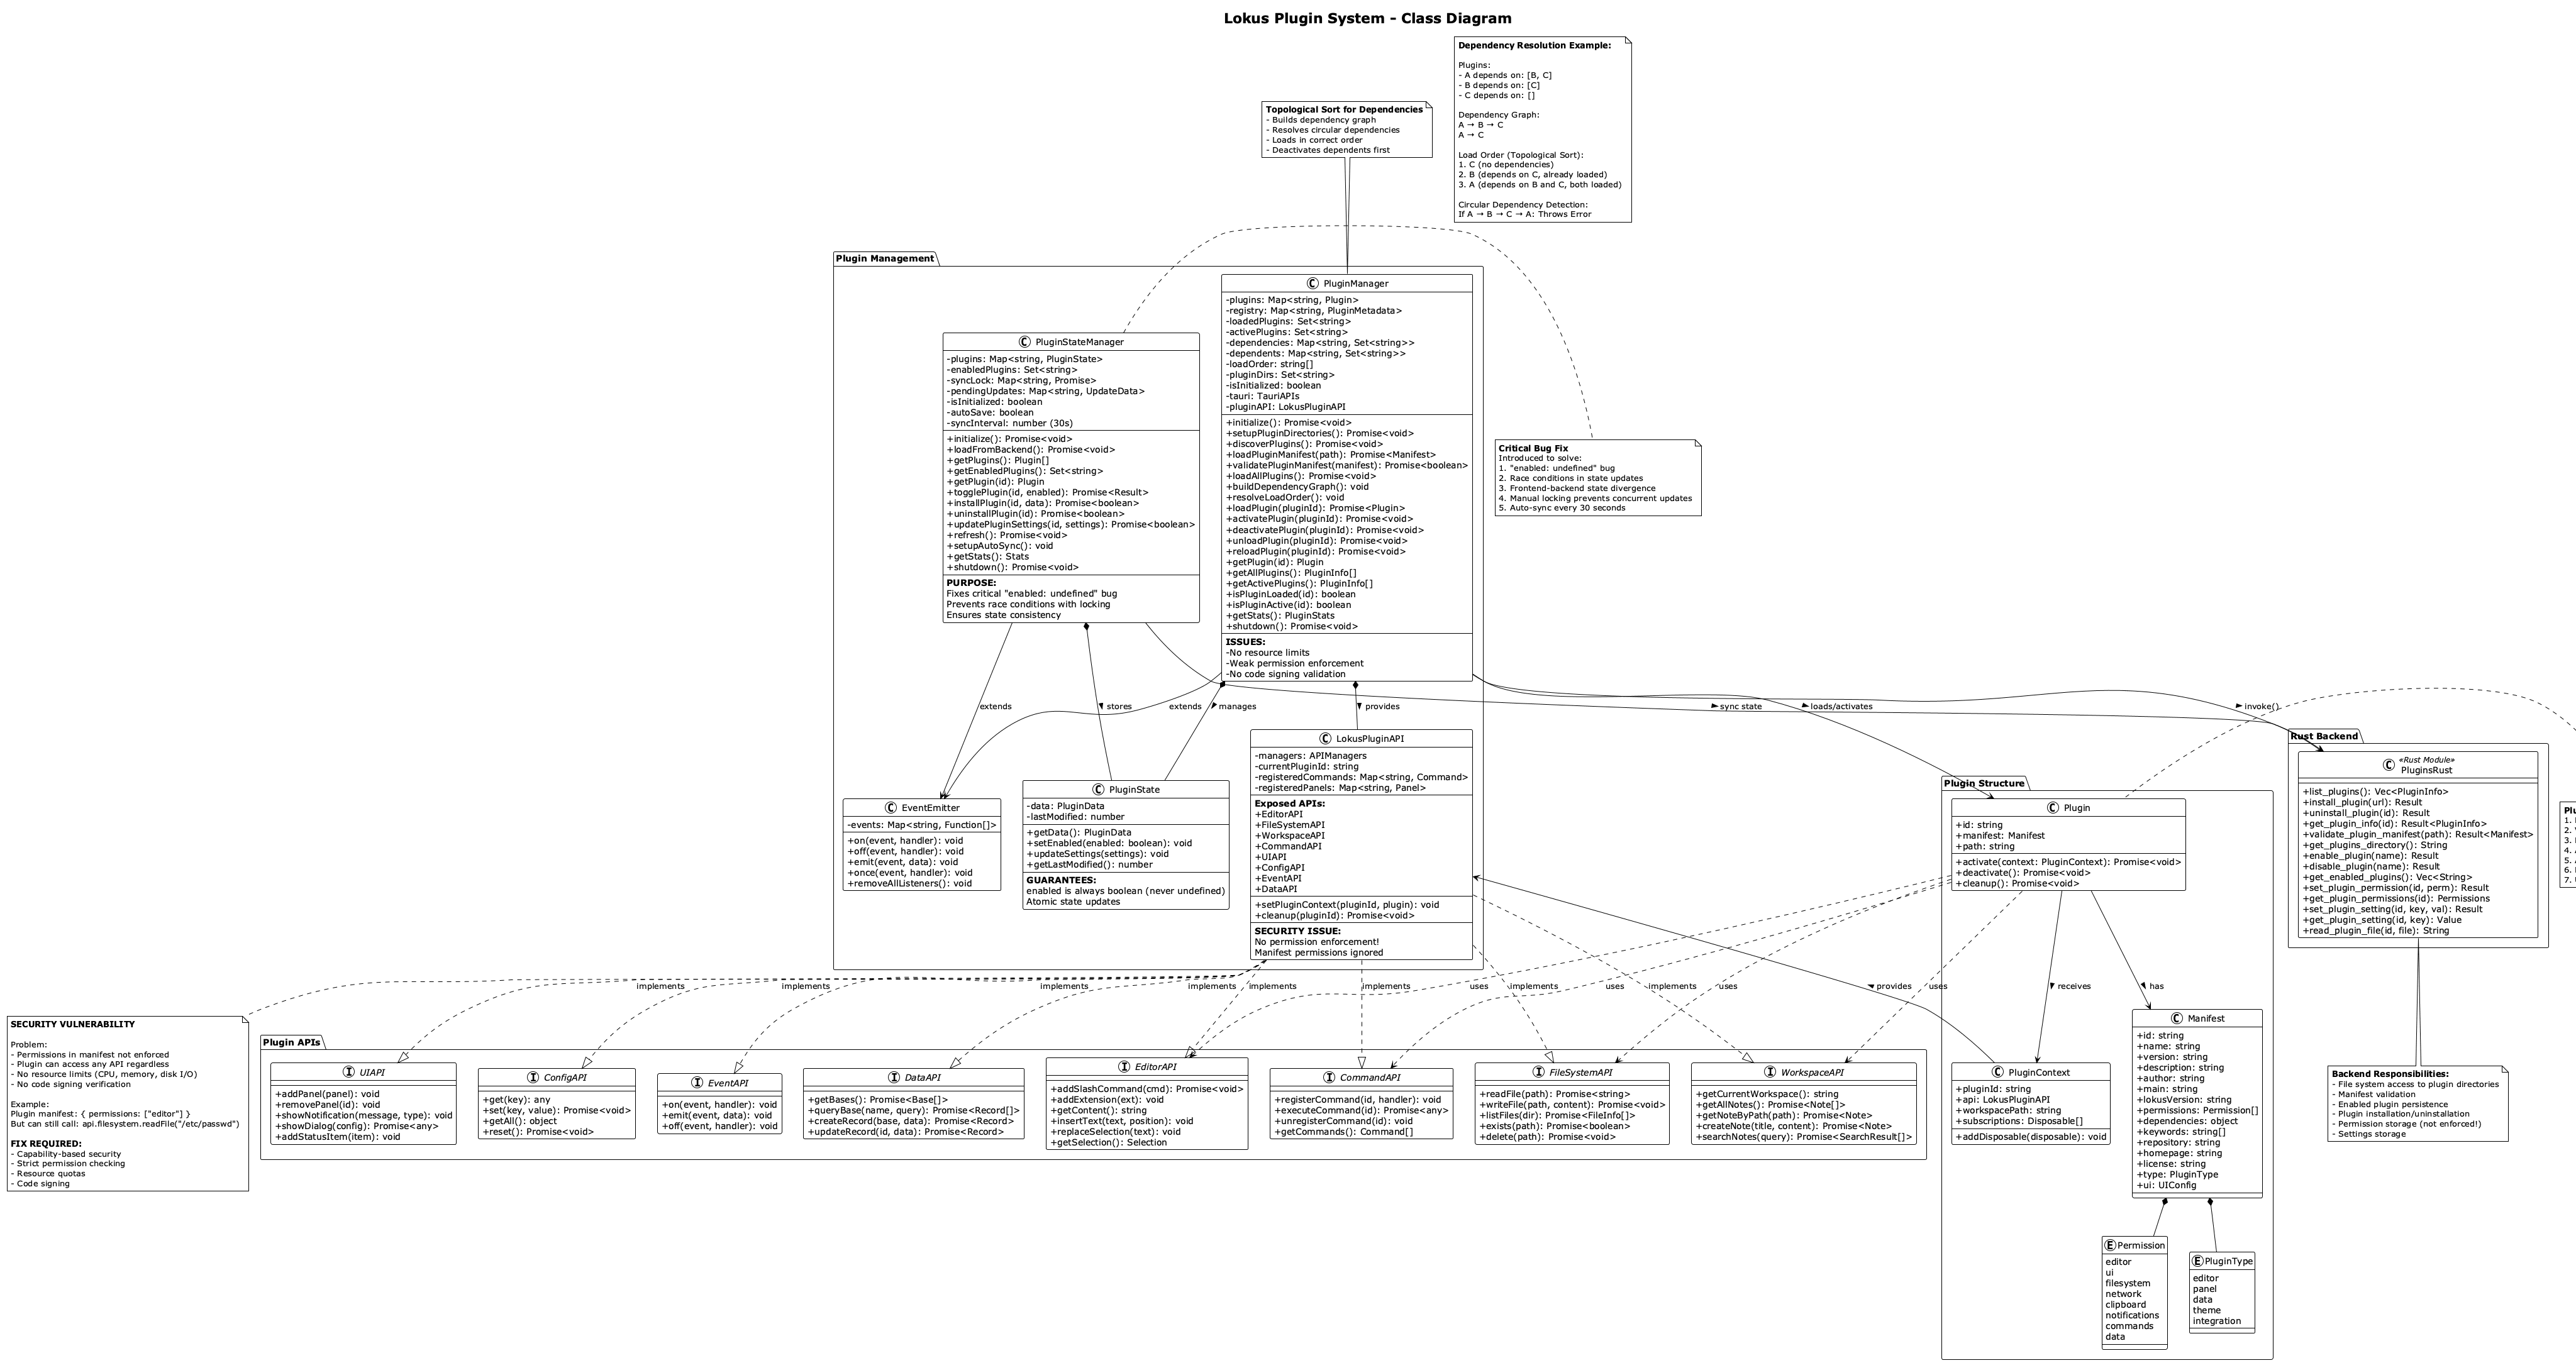 Lokus Plugin System - Class Diagram
Dependency Resolution Example:
Plugins:
- A depends on: [B, C]
- B depends on: [C]
- C depends on: []
Dependency Graph:
A → B → C
A → C
Load Order (Topological Sort):
1. C (no dependencies)
2. B (depends on C, already loaded)
3. A (depends on B and C, both loaded)
Circular Dependency Detection:
If A → B → C → A: Throws Error
Topological Sort for Dependencies
- Builds dependency graph
- Resolves circular dependencies
- Loads in correct order
- Deactivates dependents first
Plugin Management
C PluginManager
-plugins: Map<string, Plugin>
-registry: Map<string, PluginMetadata>
-loadedPlugins: Set<string>
-activePlugins: Set<string>
-dependencies: Map<string, Set<string>>
-dependents: Map<string, Set<string>>
-loadOrder: string[]
-pluginDirs: Set<string>
-isInitialized: boolean
-tauri: TauriAPIs
-pluginAPI: LokusPluginAPI
+initialize(): Promise<void>
+setupPluginDirectories(): Promise<void>
+discoverPlugins(): Promise<void>
+loadPluginManifest(path): Promise<Manifest>
+validatePluginManifest(manifest): Promise<boolean>
+loadAllPlugins(): Promise<void>
+buildDependencyGraph(): void
+resolveLoadOrder(): void
+loadPlugin(pluginId): Promise<Plugin>
+activatePlugin(pluginId): Promise<void>
+deactivatePlugin(pluginId): Promise<void>
+unloadPlugin(pluginId): Promise<void>
+reloadPlugin(pluginId): Promise<void>
+getPlugin(id): Plugin
+getAllPlugins(): PluginInfo[]
+getActivePlugins(): PluginInfo[]
+isPluginLoaded(id): boolean
+isPluginActive(id): boolean
+getStats(): PluginStats
+shutdown(): Promise<void>
ISSUES:
-No resource limits
-Weak permission enforcement
-No code signing validation
C PluginStateManager
-plugins: Map<string, PluginState>
-enabledPlugins: Set<string>
-syncLock: Map<string, Promise>
-pendingUpdates: Map<string, UpdateData>
-isInitialized: boolean
-autoSave: boolean
-syncInterval: number (30s)
+initialize(): Promise<void>
+loadFromBackend(): Promise<void>
+getPlugins(): Plugin[]
+getEnabledPlugins(): Set<string>
+getPlugin(id): Plugin
+togglePlugin(id, enabled): Promise<Result>
+installPlugin(id, data): Promise<boolean>
+uninstallPlugin(id): Promise<boolean>
+updatePluginSettings(id, settings): Promise<boolean>
+refresh(): Promise<void>
+setupAutoSync(): void
+getStats(): Stats
+shutdown(): Promise<void>
PURPOSE:
Fixes critical "enabled: undefined" bug
Prevents race conditions with locking
Ensures state consistency
Critical Bug Fix
Introduced to solve:
1. "enabled: undefined" bug
2. Race conditions in state updates
3. Frontend-backend state divergence
4. Manual locking prevents concurrent updates
5. Auto-sync every 30 seconds
extends
stores
extends
manages
provides
sync state
loads/activates
invoke()
C EventEmitter
-events: Map<string, Function[]>
+on(event, handler): void
+off(event, handler): void
+emit(event, data): void
+once(event, handler): void
+removeAllListeners(): void
C PluginState
-data: PluginData
-lastModified: number
+getData(): PluginData
+setEnabled(enabled: boolean): void
+updateSettings(settings): void
+getLastModified(): number
GUARANTEES:
enabled is always boolean (never undefined)
Atomic state updates
C LokusPluginAPI
-managers: APIManagers
-currentPluginId: string
-registeredCommands: Map<string, Command>
-registeredPanels: Map<string, Panel>
Exposed APIs:
+EditorAPI
+FileSystemAPI
+WorkspaceAPI
+CommandAPI
+UIAPI
+ConfigAPI
+EventAPI
+DataAPI
+setPluginContext(pluginId, plugin): void
+cleanup(pluginId): Promise<void>
SECURITY ISSUE:
No permission enforcement!
Manifest permissions ignored
Plugin Structure
C Plugin
+id: string
+manifest: Manifest
+path: string
+activate(context: PluginContext): Promise<void>
+deactivate(): Promise<void>
+cleanup(): Promise<void>
Rust Backend
C «Rust Module»
PluginsRust
+list_plugins(): Vec<PluginInfo>
+install_plugin(url): Result
+uninstall_plugin(id): Result
+get_plugin_info(id): Result<PluginInfo>
+validate_plugin_manifest(path): Result<Manifest>
+get_plugins_directory(): String
+enable_plugin(name): Result
+disable_plugin(name): Result
+get_enabled_plugins(): Vec<String>
+set_plugin_permission(id, perm): Result
+get_plugin_permissions(id): Permissions
+set_plugin_setting(id, key, val): Result
+get_plugin_setting(id, key): Value
+read_plugin_file(id, file): String
1.
2.
3.
4.
5.
6.
7.
implements
implements
implements
implements
implements
uses
implements
implements
uses
implements
uses
provides
uses
receives
has
SECURITY VULNERABILITY
Problem:
- Permissions in manifest not enforced
- Plugin can access any API regardless
- No resource limits (CPU, memory, disk I/O)
- No code signing verification
Example:
Plugin manifest: { permissions: ["editor"] }
But can still call: api.filesystem.readFile("/etc/passwd")
FIX REQUIRED:
- Capability-based security
- Strict permission checking
- Resource quotas
- Code signing
Plugin APIs
I UIAPI
+addPanel(panel): void
+removePanel(id): void
+showNotification(message, type): void
+showDialog(config): Promise<any>
+addStatusItem(item): void
I ConfigAPI
+get(key): any
+set(key, value): Promise<void>
+getAll(): object
+reset(): Promise<void>
I EventAPI
+on(event, handler): void
+emit(event, data): void
+off(event, handler): void
I DataAPI
+getBases(): Promise<Base[]>
+queryBase(name, query): Promise<Record[]>
+createRecord(base, data): Promise<Record>
+updateRecord(id, data): Promise<Record>
I EditorAPI
+addSlashCommand(cmd): Promise<void>
+addExtension(ext): void
+getContent(): string
+insertText(text, position): void
+replaceSelection(text): void
+getSelection(): Selection
I CommandAPI
+registerCommand(id, handler): void
+executeCommand(id): Promise<any>
+unregisterCommand(id): void
+getCommands(): Command[]
I FileSystemAPI
+readFile(path): Promise<string>
+writeFile(path, content): Promise<void>
+listFiles(dir): Promise<FileInfo[]>
+exists(path): Promise<boolean>
+delete(path): Promise<void>
I WorkspaceAPI
+getCurrentWorkspace(): string
+getAllNotes(): Promise<Note[]>
+getNoteByPath(path): Promise<Note>
+createNote(title, content): Promise<Note>
+searchNotes(query): Promise<SearchResult[]>
C PluginContext
+pluginId: string
+api: LokusPluginAPI
+workspacePath: string
+subscriptions: Disposable[]
+addDisposable(disposable): void
C Manifest
+id: string
+name: string
+version: string
+description: string
+author: string
+main: string
+lokusVersion: string
+permissions: Permission[]
+dependencies: object
+keywords: string[]
+repository: string
+homepage: string
+license: string
+type: PluginType
+ui: UIConfig
Backend Responsibilities:
- File system access to plugin directories
- Manifest validation
- Enabled plugin persistence
- Plugin installation/uninstallation
- Permission storage (not enforced!)
- Settings storage
E Permission
editor
ui
filesystem
network
clipboard
notifications
commands
data
E PluginType
editor
panel
data
theme
integration